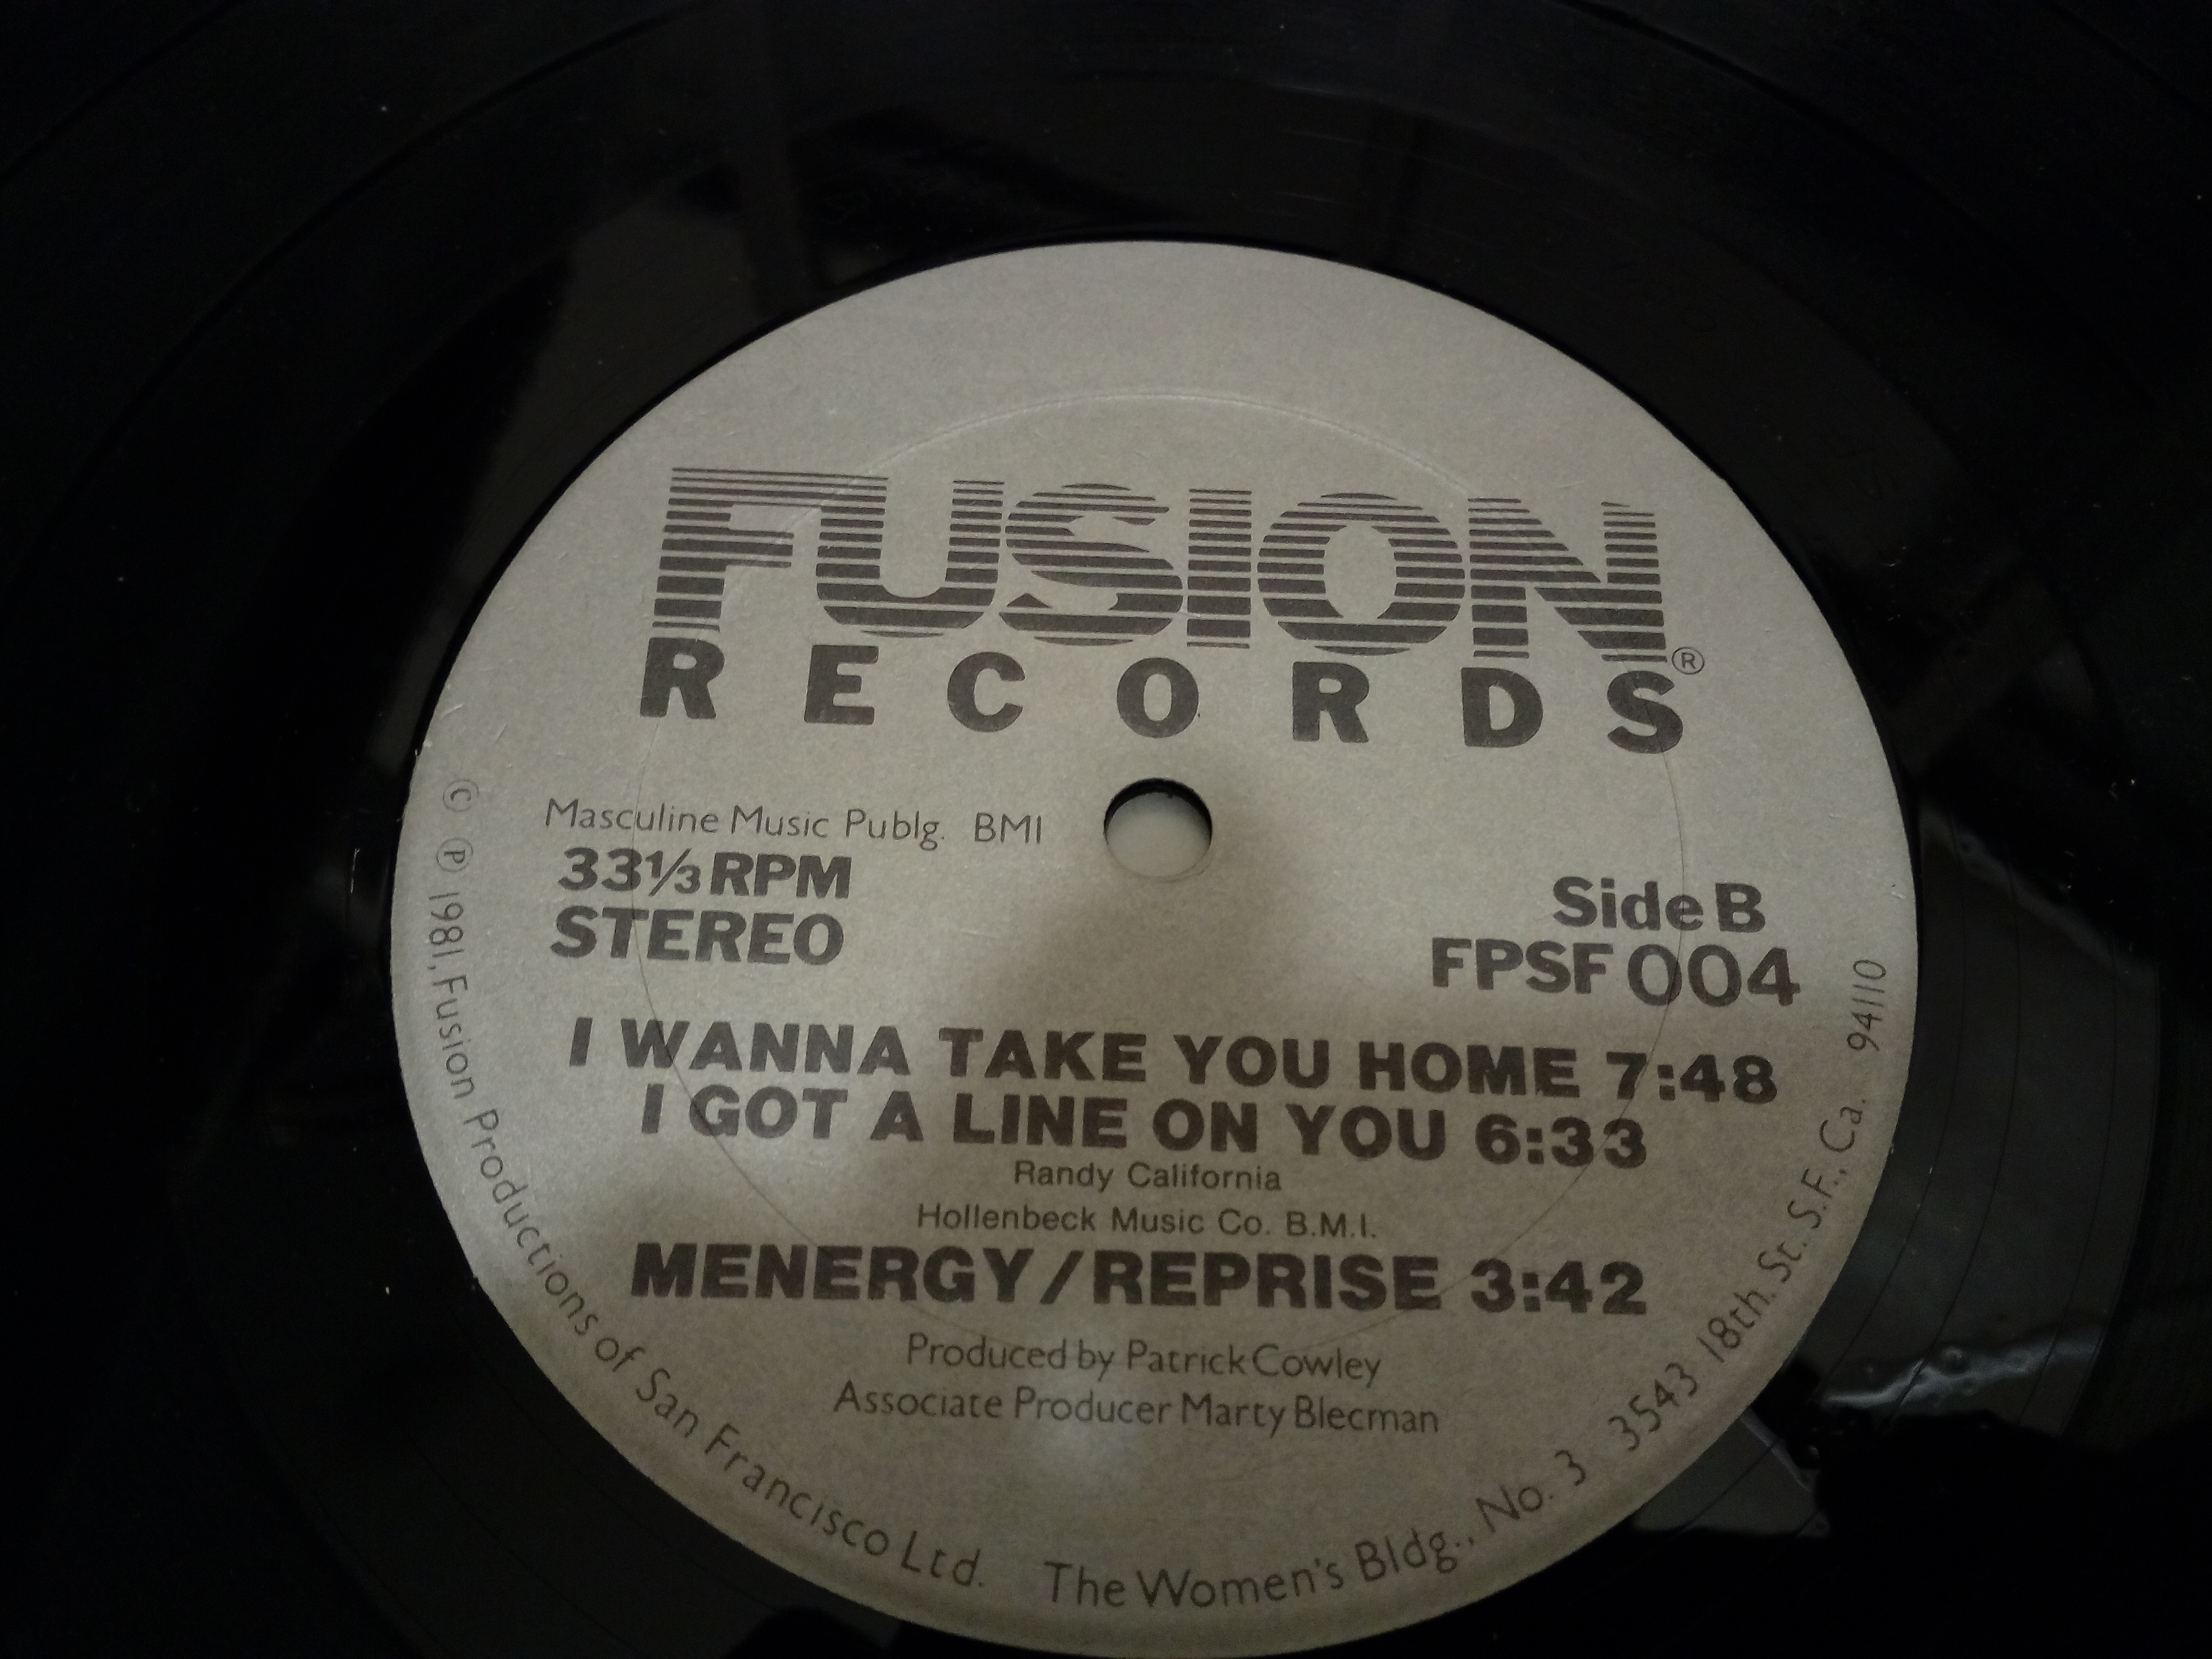 FUSION
RECORDS®
Masculine Music Publg. BMI
33⅓ RPM
STEREO
Side B
FPSF 004
I WANNA TAKE YOU HOME 7:48
I GOT A LINE ON YOU 6:33
Randy California
Hollenbeck Music Co. B.M.I.
MENERGY/REPRISE 3:42
Produced by Patrick Cowley
Associate Producer Marty Blecman
© ℗ 1981, Fusion Productions of San Francisco Ltd. The Women's Bldg., No. 3 3543 18th. St. S.F., Ca. 94110